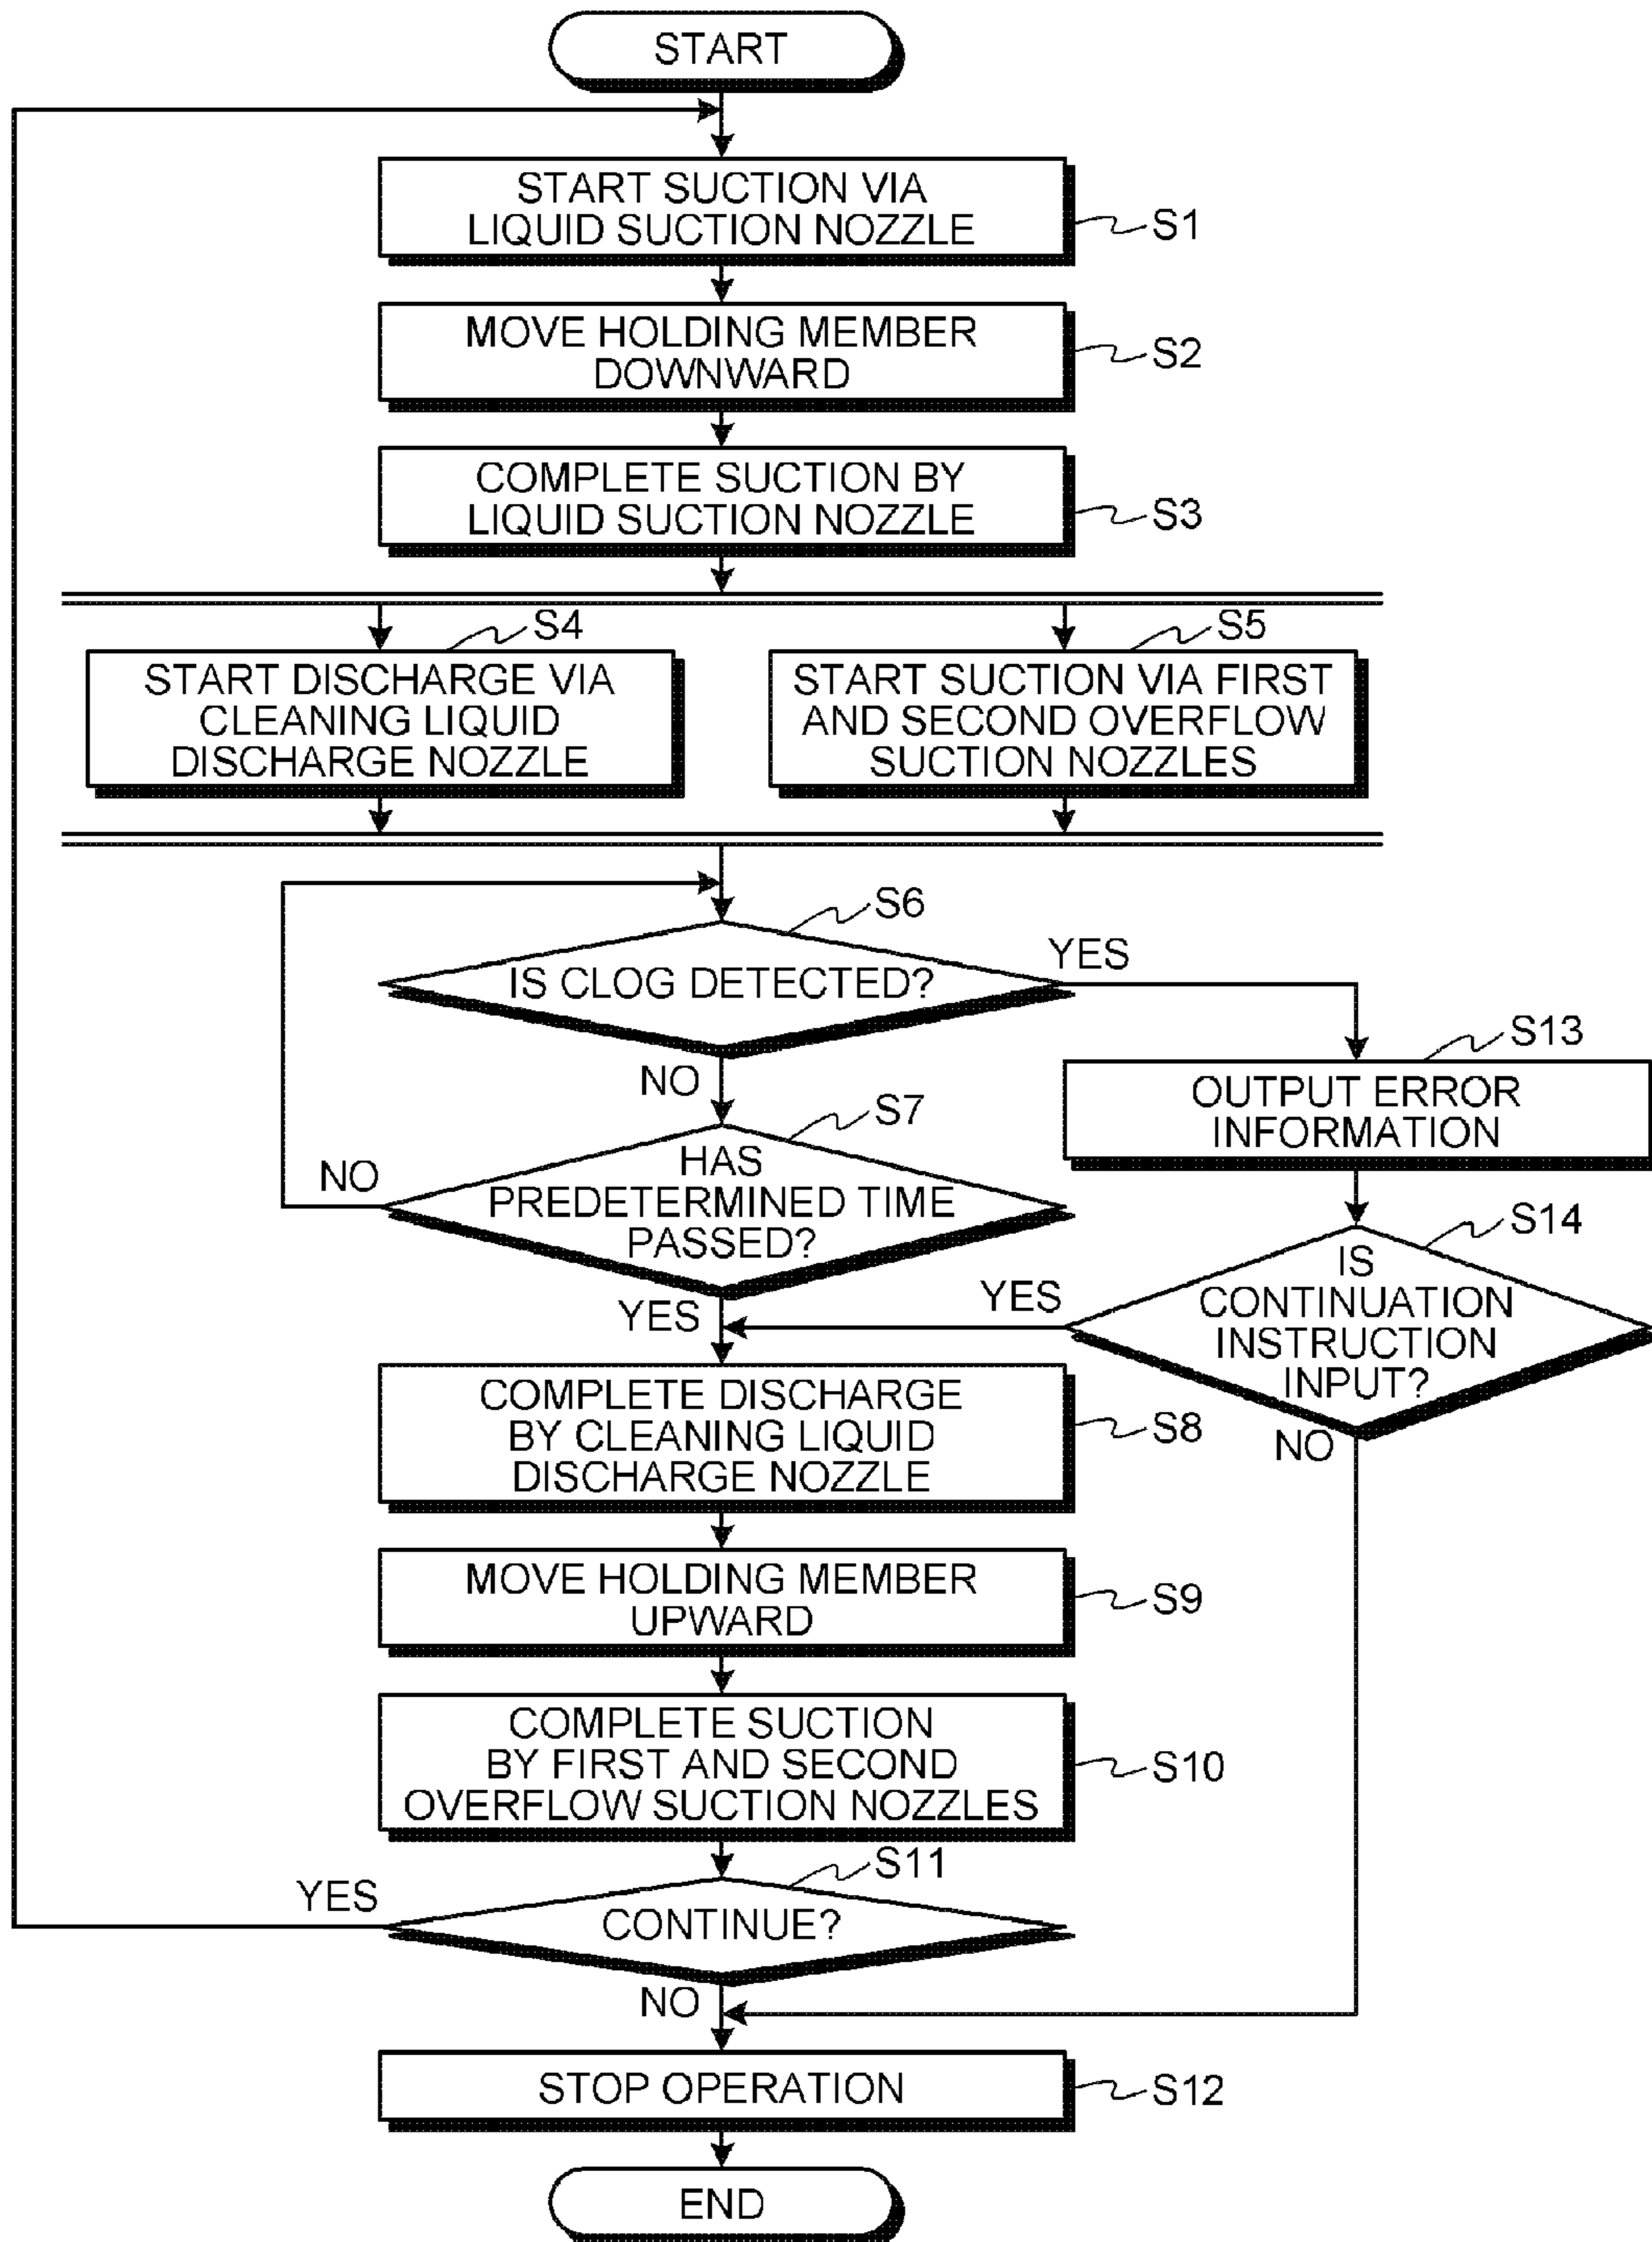 START
START SUCTION VIA
LIQUID SUCTION NOZZLE
S1
MOVE HOLDING MEMBER
DOWNWARD
S2
COMPLETE SUCTION BY
LIQUID SUCTION NOZZLE
S3
S4
START DISCHARGE VIA
CLEANING LIQUID
DISCHARGE NOZZLE
S5
START SUCTION VIA FIRST
AND SECOND OVERFLOW
SUCTION NOZZLES
S6
IS CLOG DETECTED?
YES
NO
S13
OUTPUT ERROR
INFORMATION
S7
HAS
PREDETERMINED TIME
PASSED?
NO
YES
S14
IS
CONTINUATION
INSTRUCTION
INPUT?
YES
NO
COMPLETE DISCHARGE
BY CLEANING LIQUID
DISCHARGE NOZZLE
S8
MOVE HOLDING MEMBER
UPWARD
S9
COMPLETE SUCTION
BY FIRST AND SECOND
OVERFLOW SUCTION NOZZLES
S10
S11
CONTINUE?
YES
NO
STOP OPERATION
S12
END